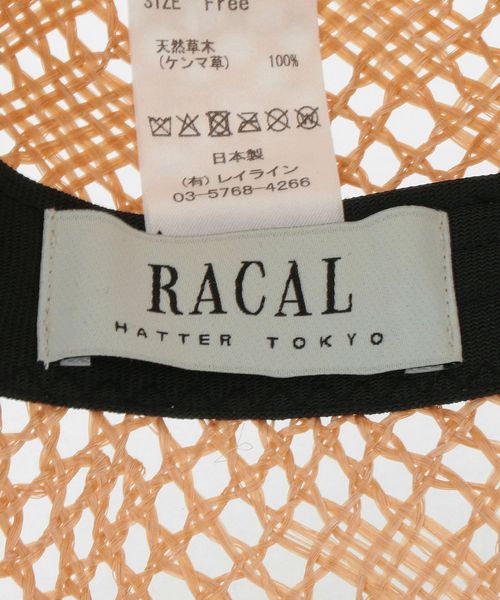 SIZE Free
天然草木
(ケンマ草) 100%
日本製
(有)レイライン
03-5768-4266
RACAL
HATTER TOKYO